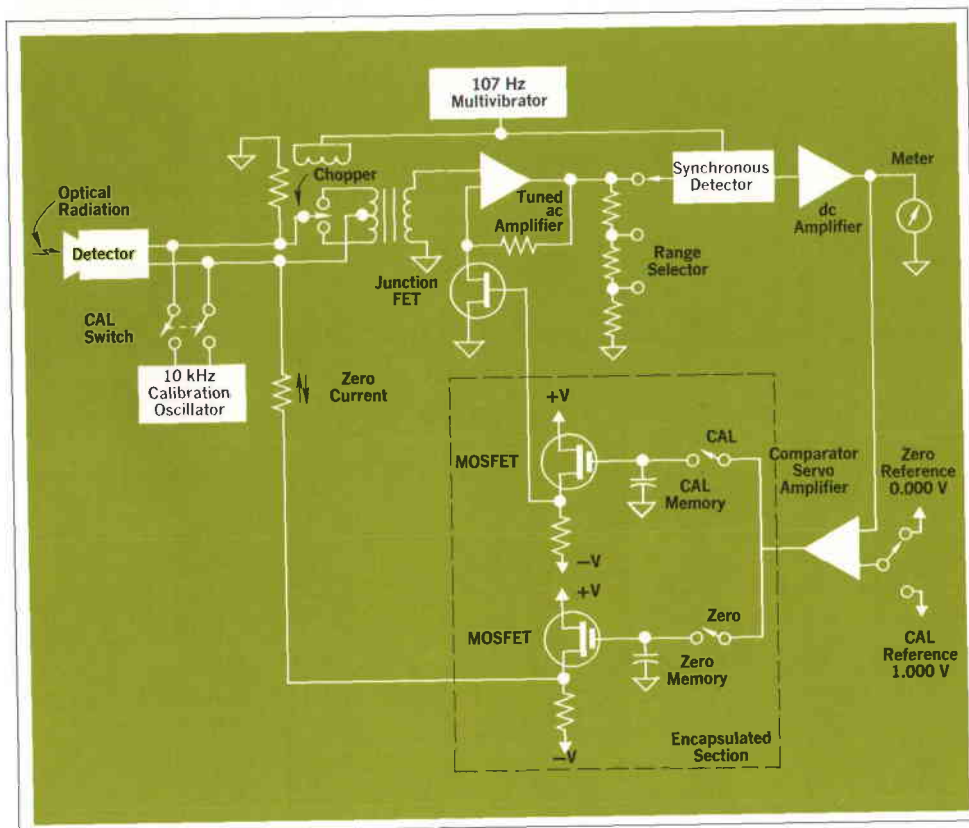 107 Hz
Multivibrator
Chopper
Optical
Radiation
Detector
Tuned
ac
Amplifier
Synchronous
Detector
dc
Amplifier
Meter
Range
Selector
Junction
FET
CAL
Switch
10 kHz
Calibration
Oscillator
Zero
Current
+V
MOSFET
CAL
CAL
Memory
−V
Comparator
Servo
Amplifier
Zero
Reference
0.000 V
+V
MOSFET
Zero
Zero
Memory
−V
CAL
Reference
1.000 V
Encapsulated
Section